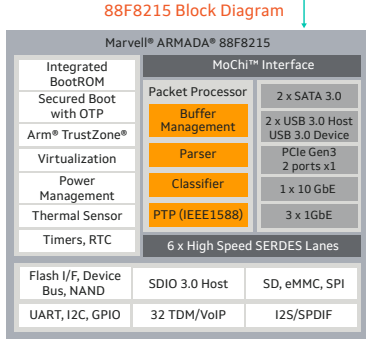 88F8215 Block Diagram
Marvell® ARMADA® 88F8215
Integrated
BootROM
Secured Boot
with OTP
Arm® TrustZone®
Virtualization
Power
Management
Thermal Sensor
Timers, RTC
MoChi™ Interface
Packet Processor
Buffer
Management
Parser
Classifier
PTP (IEEE1588)
2 x SATA 3.0
2 x USB 3.0 Host
USB 3.0 Device
PCIe Gen3
2 ports x1
1 x 10 GbE
3 x 1GbE
6 x High Speed SERDES Lanes
Flash I/F, Device
Bus, NAND
SDIO 3.0 Host
SD, eMMC, SPI
UART, I2C, GPIO
32 TDM/VoIP
I2S/SPDIF